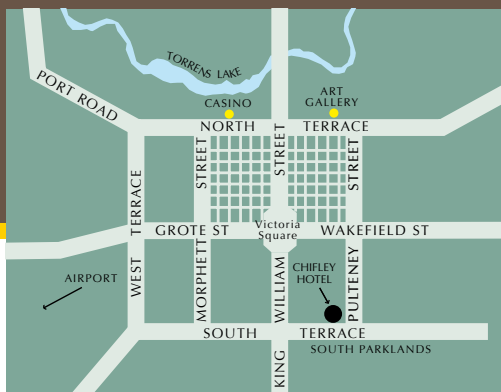 TORRENS LAKE
PORT ROAD
CASINO
ART
GALLERY
NORTH TERRACE
STREET
STREET
STREET
WEST TERRACE
GROTE ST
Victoria
Square
WAKEFIELD ST
MORPHETT
KING WILLIAM
PULTENEY
AIRPORT
CHIFLEY
HOTEL
SOUTH TERRACE
SOUTH PARKLANDS